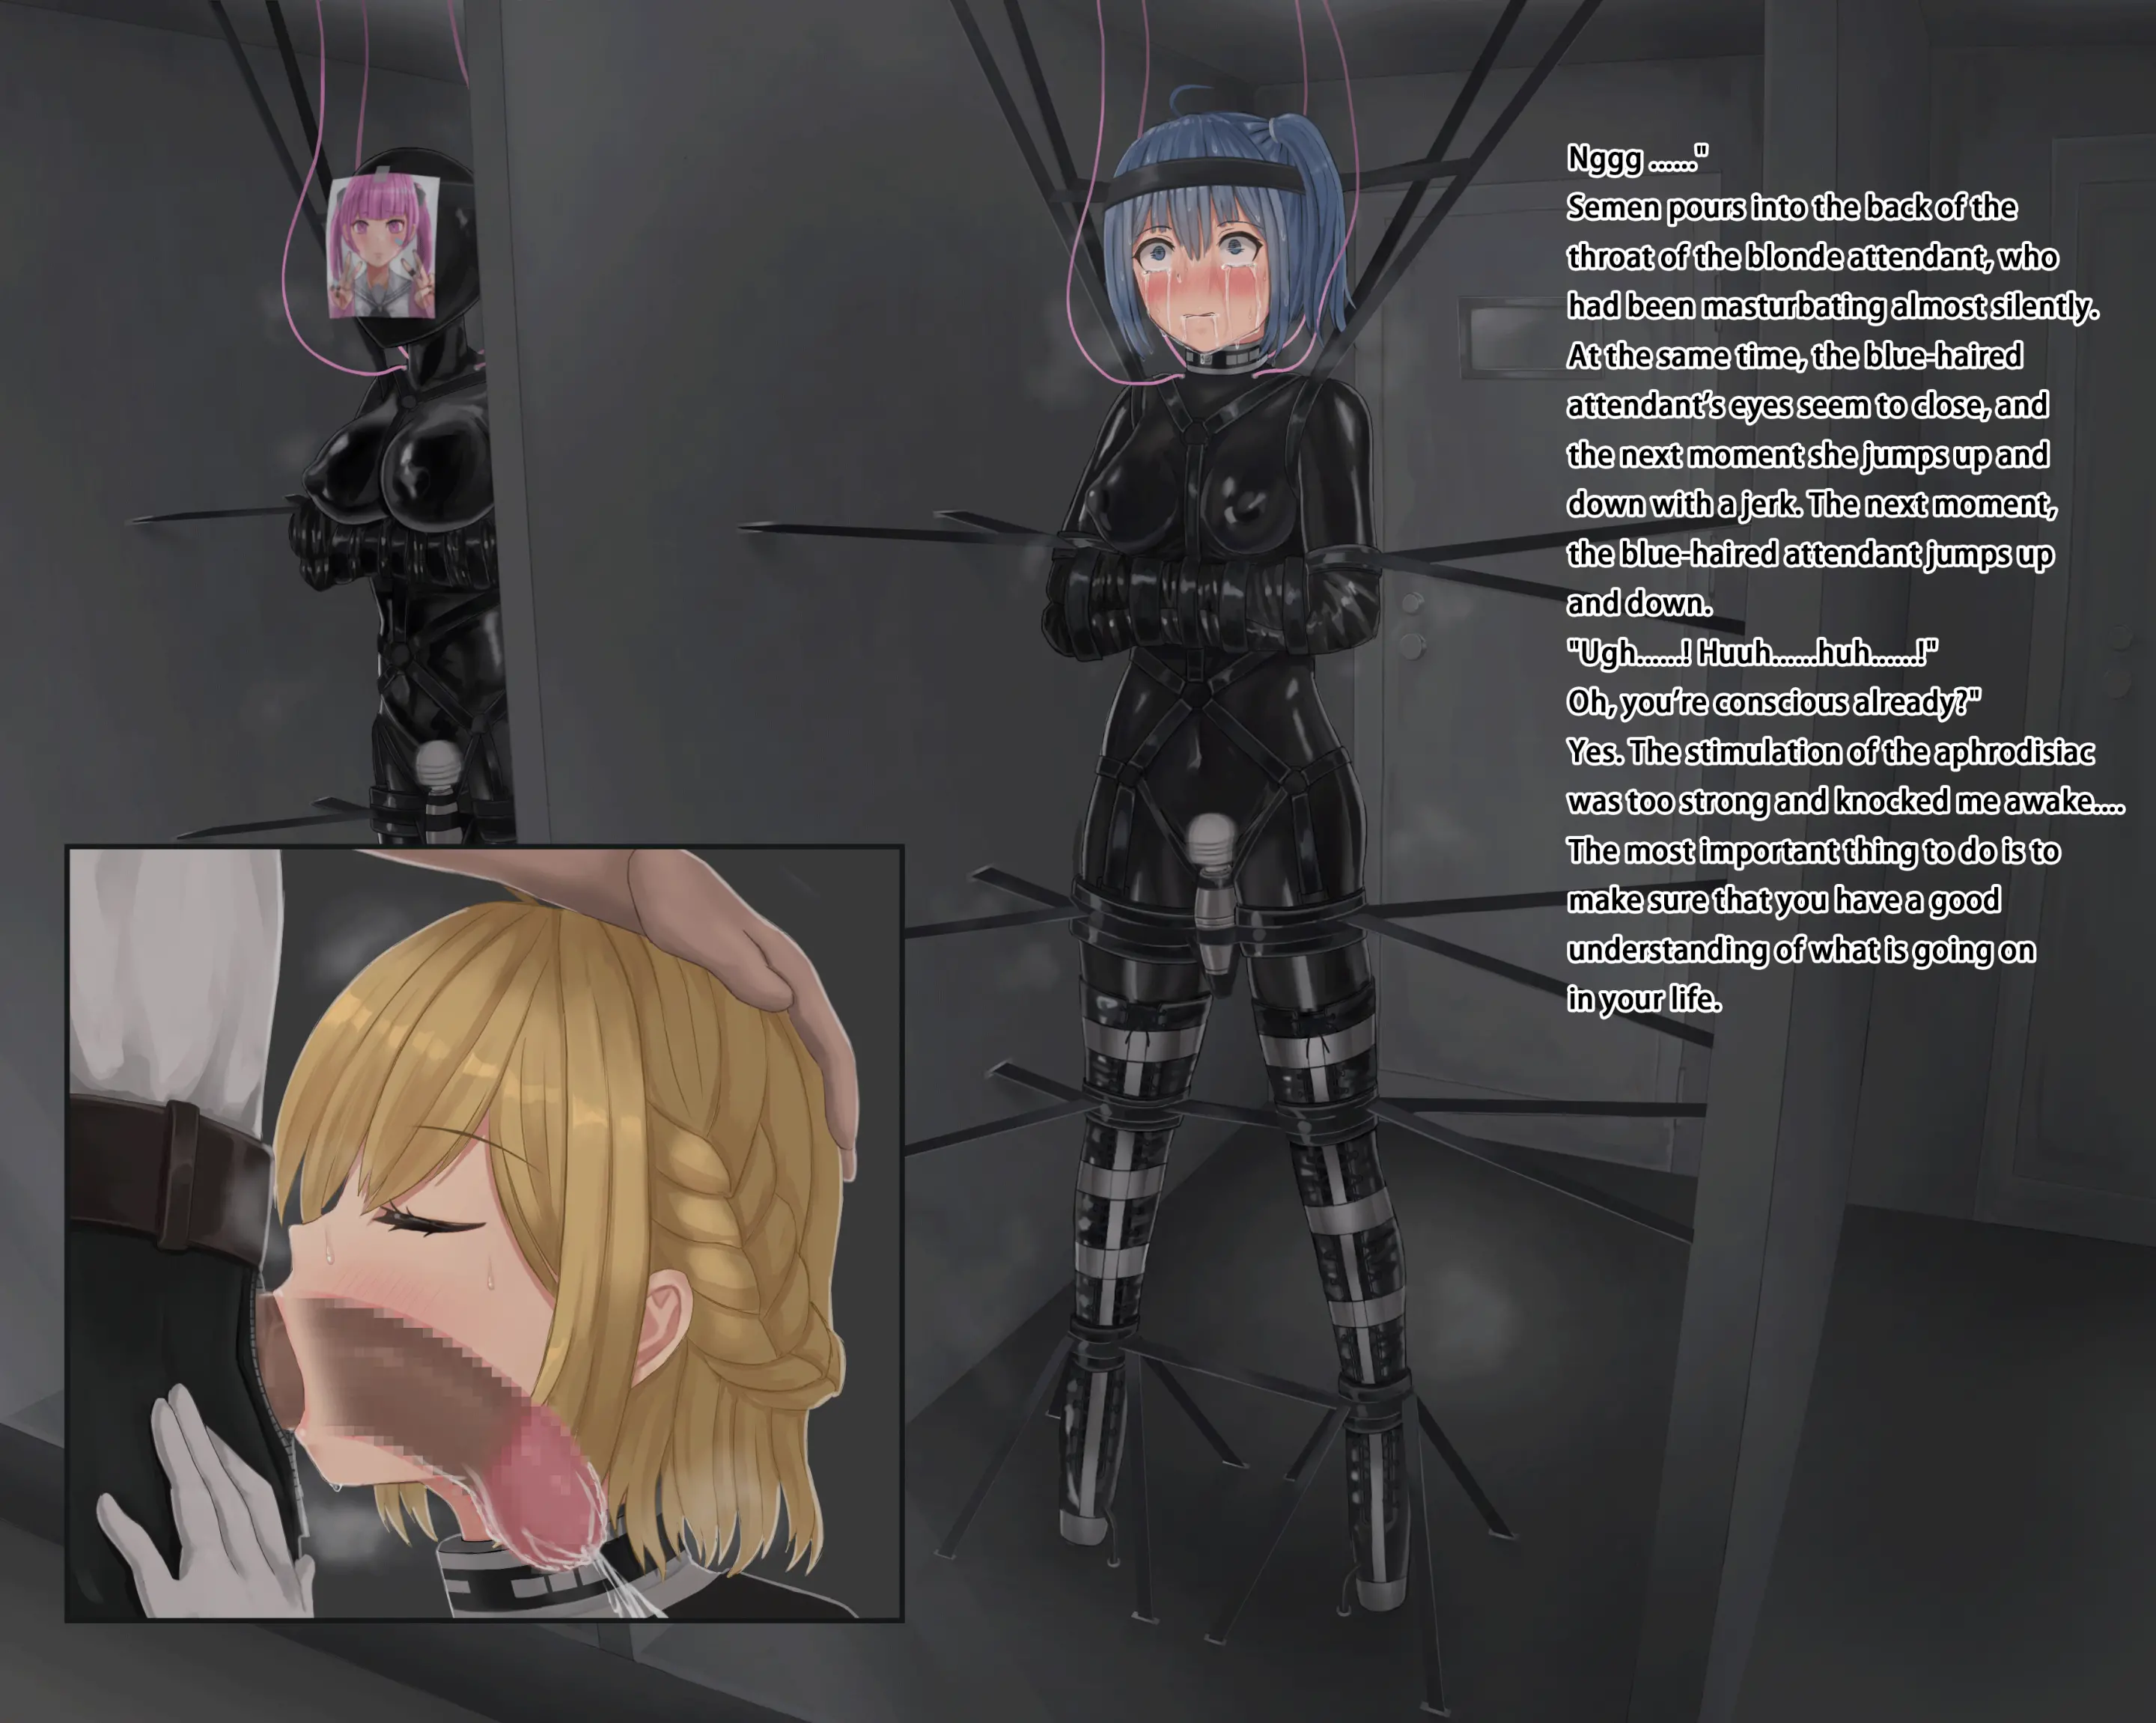 Nggg ......"
Semen pours into the back of the
throat of the blonde attendant, who
had been masturbating almost silently.
At the same time, the blue-haired
attendant's eyes seem to close, and
the next moment she jumps up and
down with a jerk. The next moment,
the blue-haired attendant jumps up
and down.
"Ugh......! Huuh......huh......!"
Oh, you're conscious already?"
Yes. The stimulation of the aphrodisiac
was too strong and knocked me awake....
The most important thing to do is to
make sure that you have a good
understanding of what is going on
in your life.